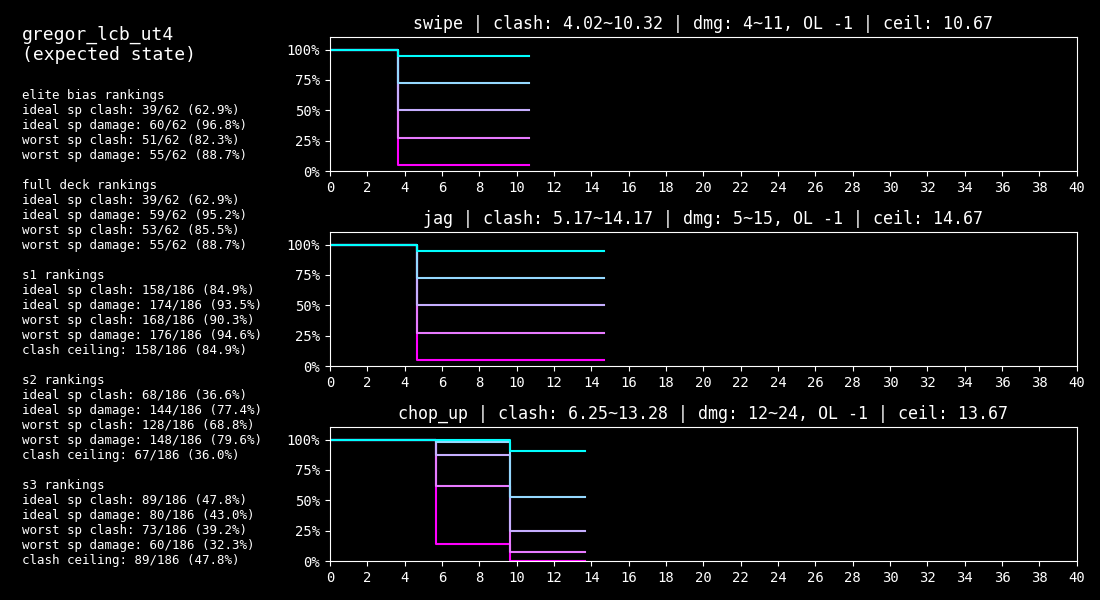 gregor_lcb_ut4
(expected state)
elite bias rankings
ideal sp clash: 39/62 (62.9%)
ideal sp damage: 60/62 (96.8%)
worst sp clash: 51/62 (82.3%)
worst sp damage: 55/62 (88.7%)
full deck rankings
ideal sp clash: 39/62 (62.9%)
ideal sp damage: 59/62 (95.2%)
worst sp clash: 53/62 (85.5%)
worst sp damage: 55/62 (88.7%)
s1 rankings
ideal sp clash: 158/186 (84.9%)
ideal sp damage: 174/186 (93.5%)
worst sp clash: 168/186 (90.3%)
worst sp damage: 176/186 (94.6%)
clash ceiling: 158/186 (84.9%)
s2 rankings
ideal sp clash: 68/186 (36.6%)
ideal sp damage: 144/186 (77.4%)
worst sp clash: 128/186 (68.8%)
worst sp damage: 148/186 (79.6%)
clash ceiling: 67/186 (36.0%)
s3 rankings
ideal sp clash: 89/186 (47.8%)
ideal sp damage: 80/186 (43.0%)
worst sp clash: 73/186 (39.2%)
worst sp damage: 60/186 (32.3%)
clash ceiling: 89/186 (47.8%)
swipe | clash: 4.02~10.32 | dmg: 4~11, OL -1 | ceil: 10.67
100%
75%
50%
25%
0%
0 2 4 6 8 10 12 14 16 18 20 22 24 26 28 30 32 34 36 38 40
jag | clash: 5.17~14.17 | dmg: 5~15, OL -1 | ceil: 14.67
100%
75%
50%
25%
0%
0 2 4 6 8 10 12 14 16 18 20 22 24 26 28 30 32 34 36 38 40
chop_up | clash: 6.25~13.28 | dmg: 12~24, OL -1 | ceil: 13.67
100%
75%
50%
25%
0%
0 2 4 6 8 10 12 14 16 18 20 22 24 26 28 30 32 34 36 38 40